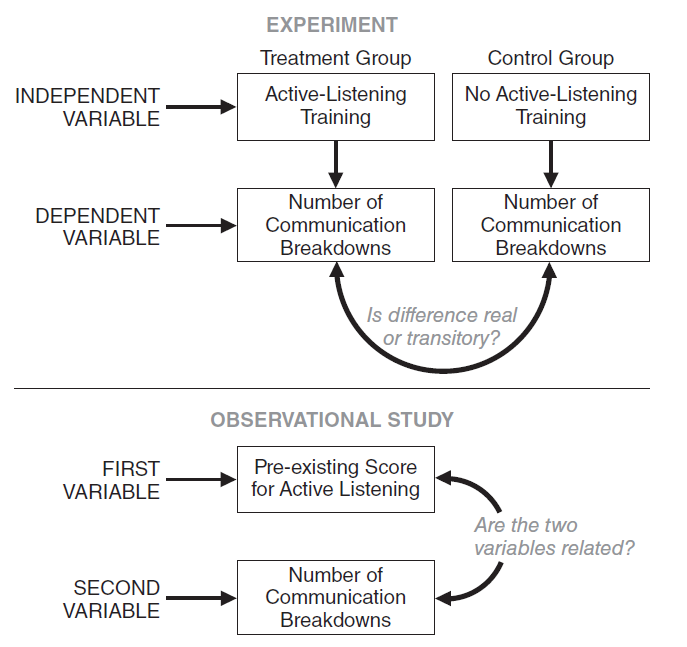 EXPERIMENT
Treatment Group
Control Group
INDEPENDENT
VARIABLE
Active-Listening
Training
No Active-Listening
Training
DEPENDENT
VARIABLE
Number of
Communication
Breakdowns
Number of
Communication
Breakdowns
Is difference real
or transitory?
OBSERVATIONAL STUDY
FIRST
VARIABLE
Pre-existing Score
for Active Listening
Are the two
variables related?
SECOND
VARIABLE
Number of
Communication
Breakdowns